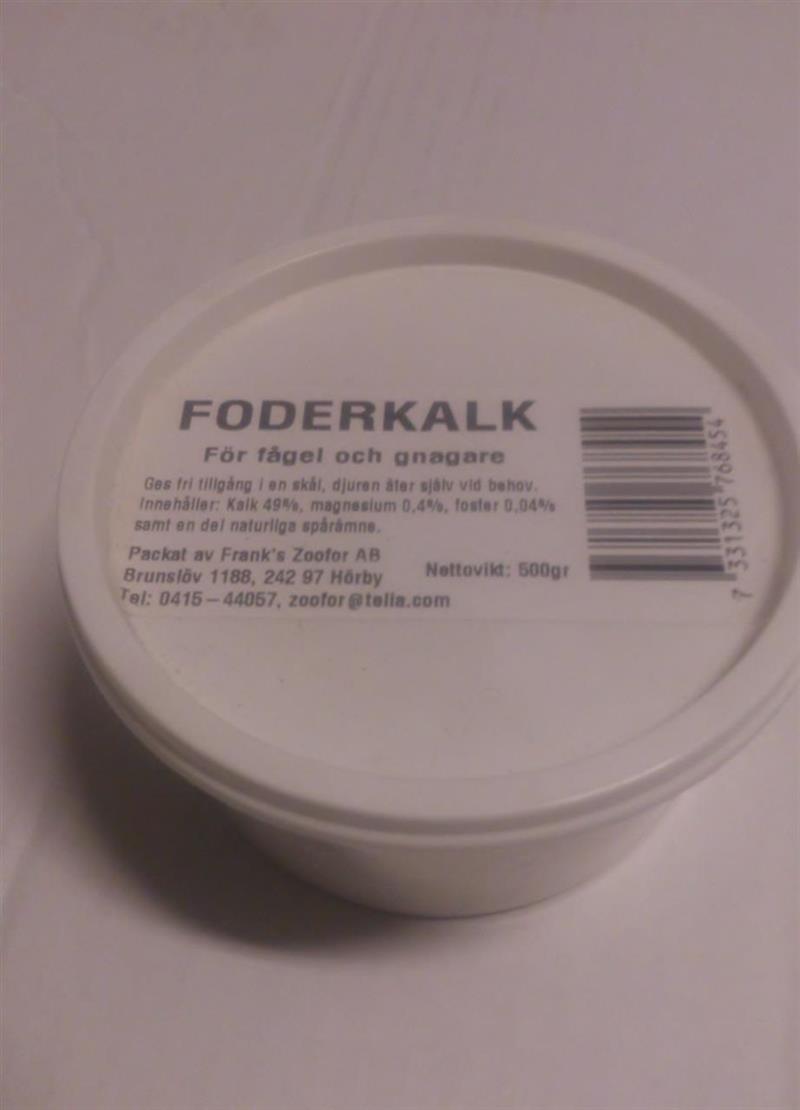 FODERKALK
För fågel och gnagare
Ges fri tillgång i en skål, djuren äter själv vid behov.
Innehåller: Kalk 49%, magnesium 0,4%, fosfor 0,04%
samt en del naturliga spårämne.
Packat av Frank's Zoofor AB
Brunslöv 1188, 242 97 Hörby
Nettovikt: 500gr
Tel: 0415–44057, zoofor@telia.com
7 331325 768454